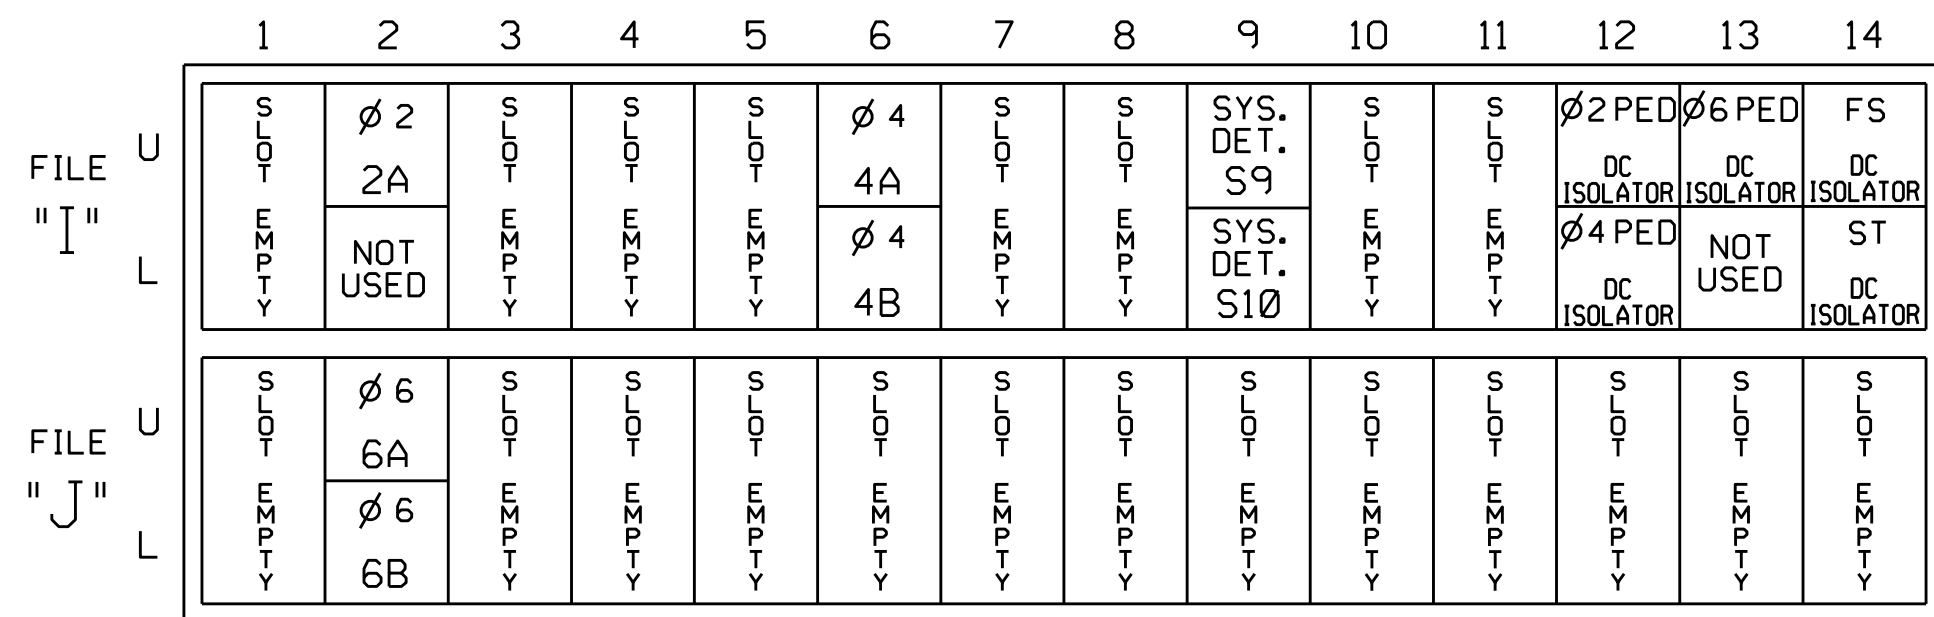 1 2 3 4 5 6 7 8 9 10 11 12 13 14
FILE
"I"
U
L
SLOT EMPTY
Ø 2
2A
NOT
USED
SLOT EMPTY
SLOT EMPTY
SLOT EMPTY
Ø 4
4A
Ø 4
4B
SLOT EMPTY
SLOT EMPTY
SYS.
DET.
S9
SYS.
DET.
S10
SLOT EMPTY
SLOT EMPTY
Ø2 PED
DC
ISOLATOR
Ø4 PED
DC
ISOLATOR
Ø6 PED
DC
ISOLATOR
NOT
USED
FS
DC
ISOLATOR
ST
DC
ISOLATOR
FILE
"J"
U
L
SLOT EMPTY
Ø 6
6A
Ø 6
6B
SLOT EMPTY
SLOT EMPTY
SLOT EMPTY
SLOT EMPTY
SLOT EMPTY
SLOT EMPTY
SLOT EMPTY
SLOT EMPTY
SLOT EMPTY
SLOT EMPTY
SLOT EMPTY
SLOT EMPTY